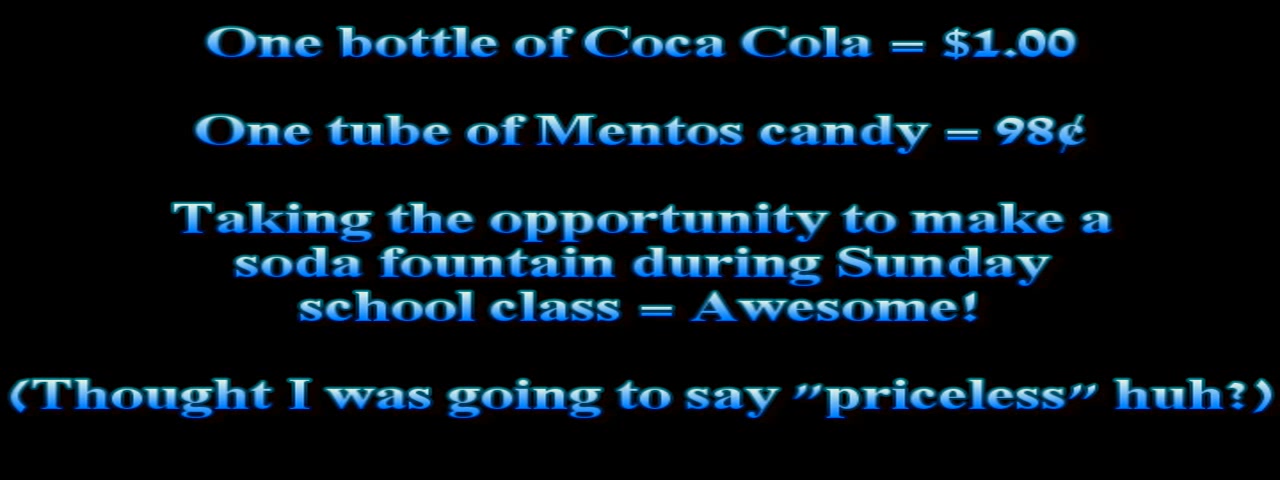 One bottle of Coca Cola = $1.00
One tube of Mentos candy = 98¢
Taking the opportunity to make a
soda fountain during Sunday
school class = Awesome!
(Thought I was going to say "priceless" huh?)